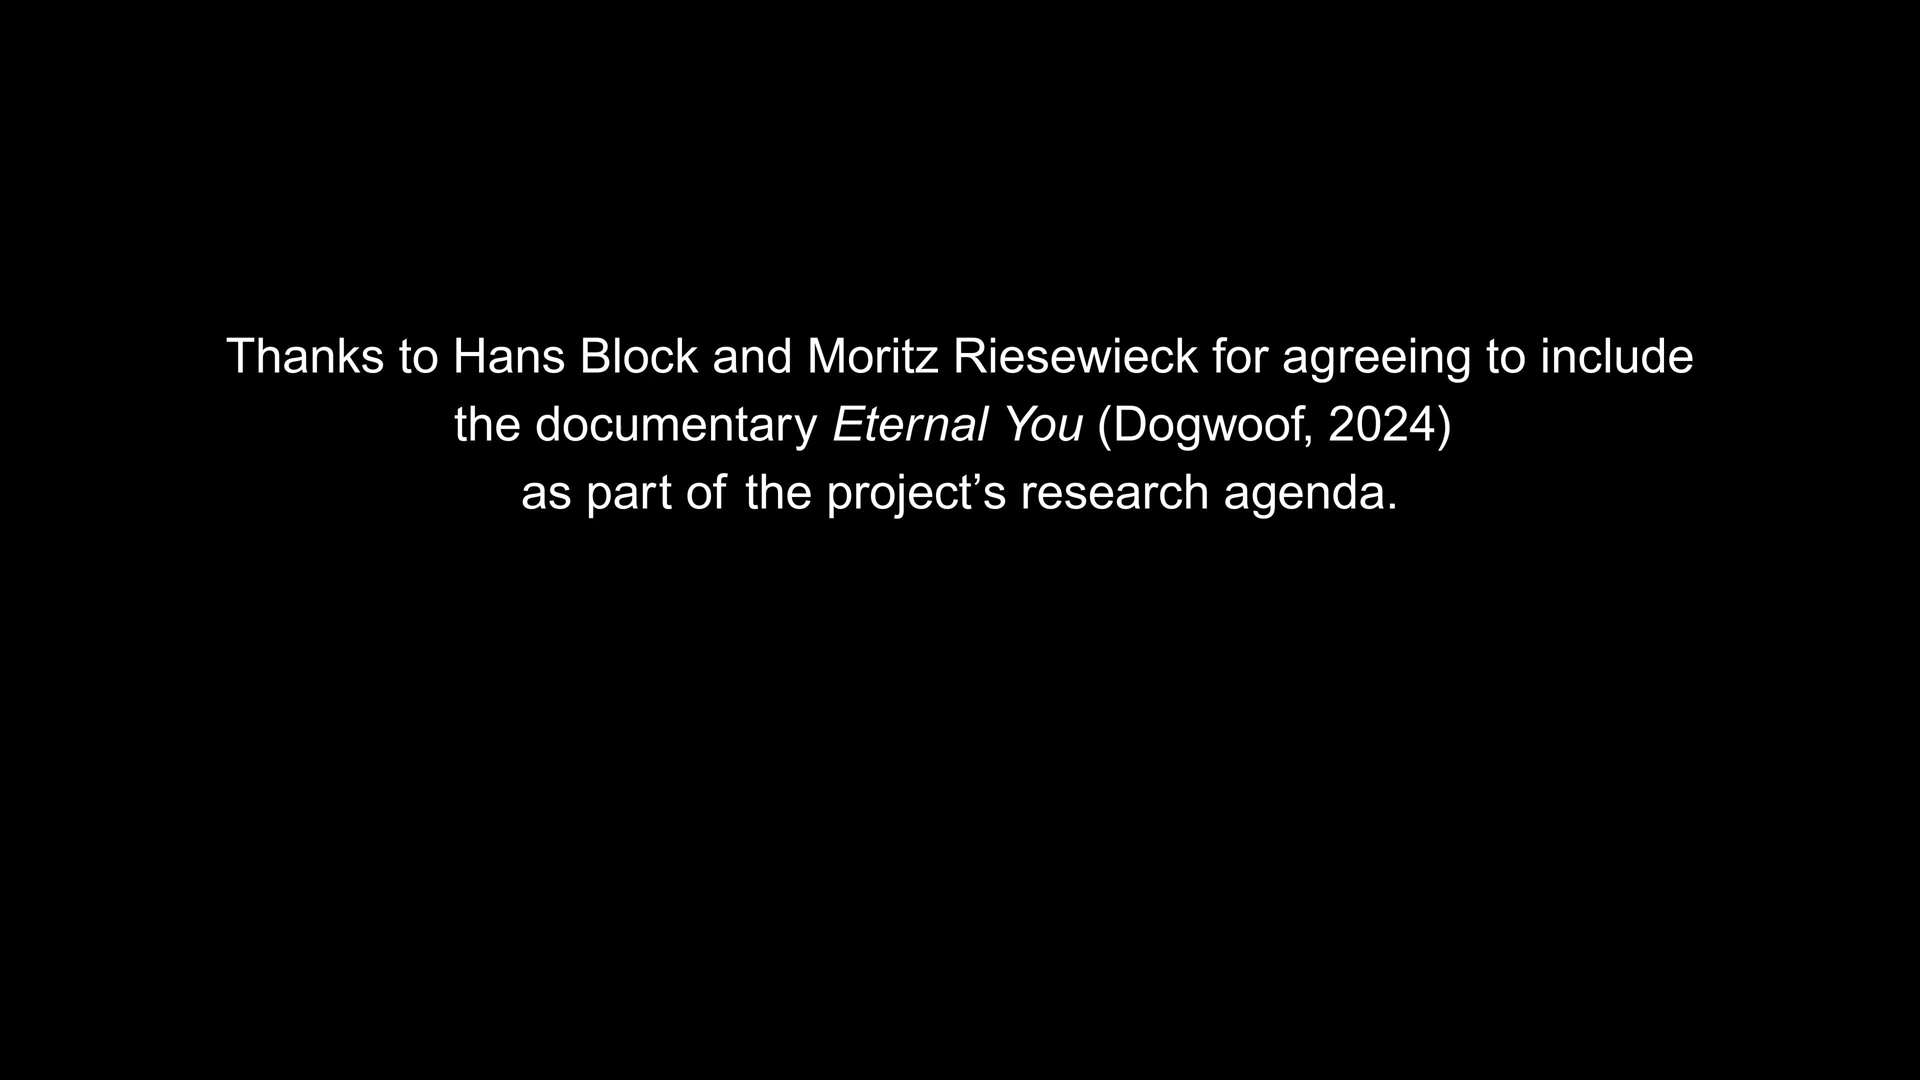 Thanks to Hans Block and Moritz Riesewieck for agreeing to include
the documentary Eternal You (Dogwoof, 2024)
as part of the project’s research agenda.